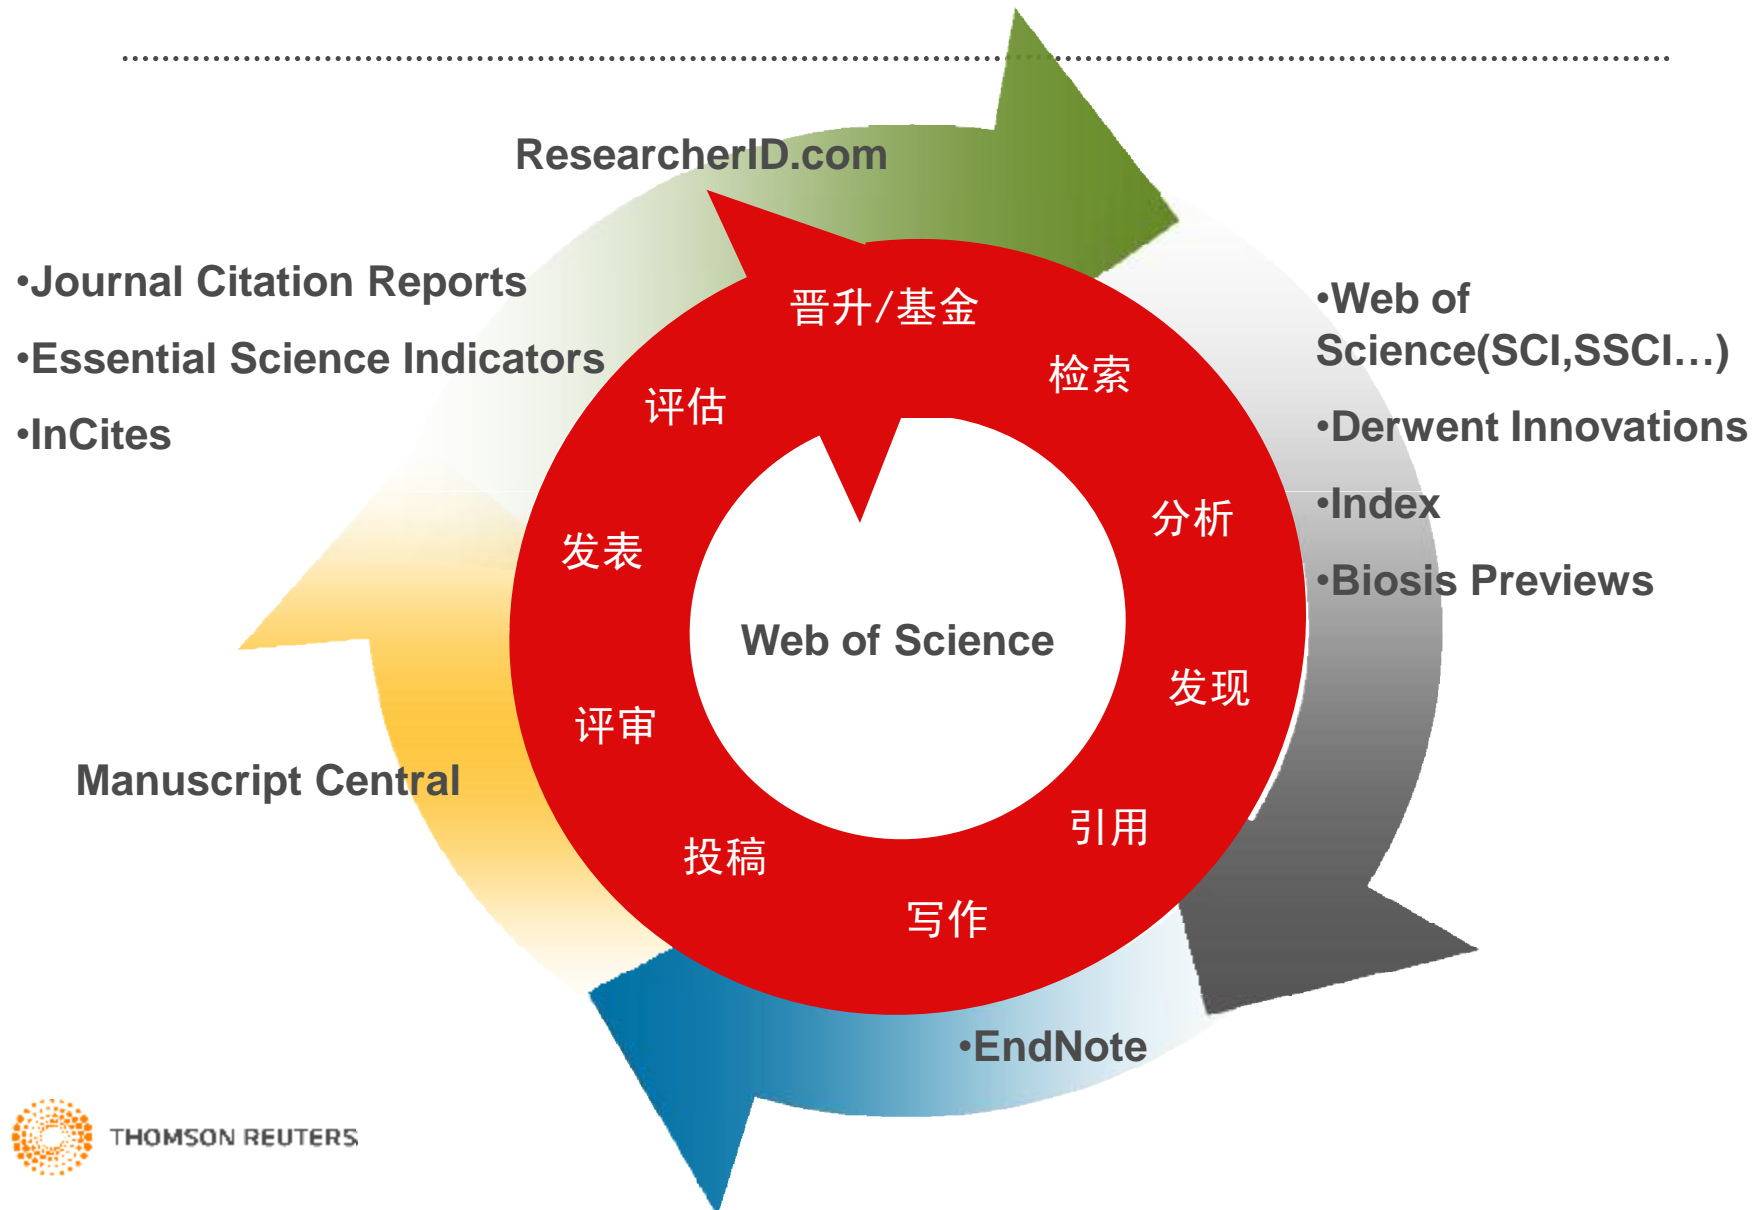 ResearcherID.com
•Journal Citation Reports
•Essential Science Indicators
•InCites
晋升/基金
检索
评估
分析
发表
发现
评审
引用
投稿
写作
Web of Science
•Web of
Science(SCI,SSCI...)
•Derwent Innovations
•Index
•Biosis Previews
Manuscript Central
•EndNote
THOMSON REUTERS